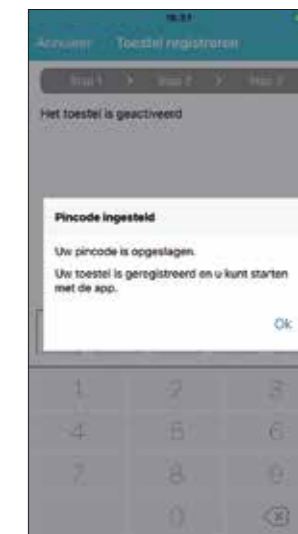 16:51
Annuleer Toestel registreren
Stap 1 > Stap 2 > Stap 3
Het toestel is geactiveerd
Pincode ingesteld
Uw pincode is opgeslagen.
Uw toestel is geregistreerd en u kunt starten
met de app.
Ok
1 2 3
4 5 6
7 8 9
0